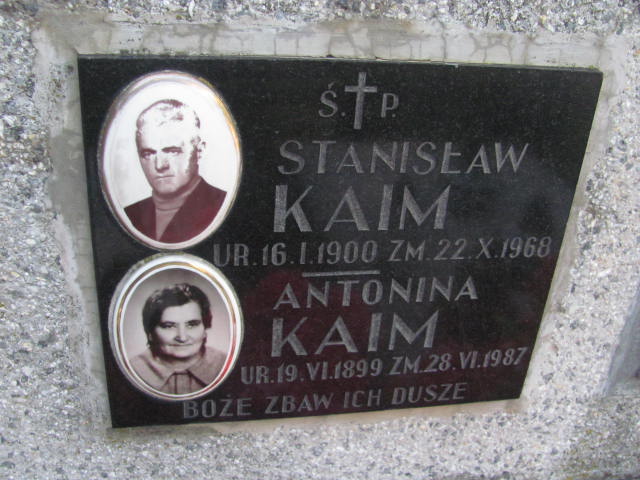 Ś. P.
STANISŁAW
KAIM
UR. 16. I. 1900 ZM. 22. X. 1968
ANTONINA
KAIM
UR. 19. VI. 1899 ZM. 28. VI. 1987
BOŻE ZBAW ICH DUSZE